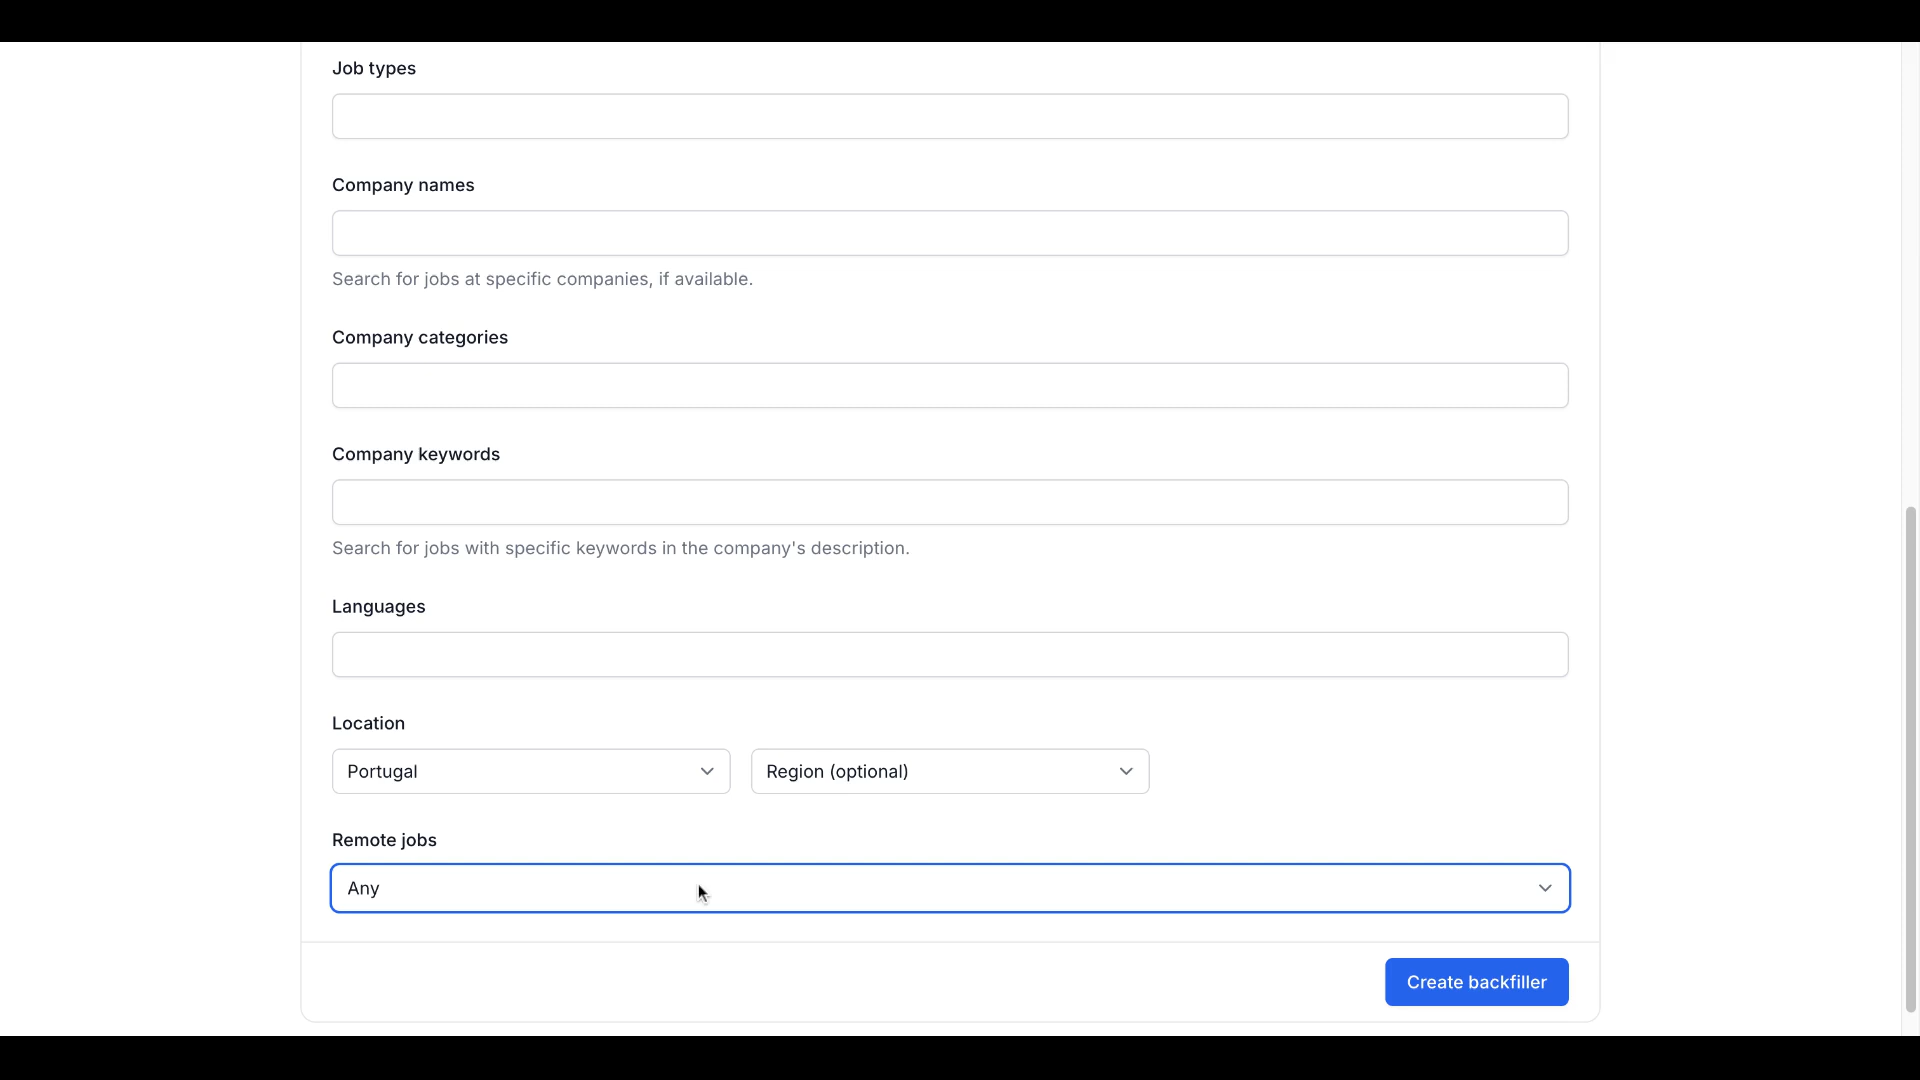 Job types
Company names
Search for jobs at specific companies, if available.
Company categories
Company keywords
Search for jobs with specific keywords in the company's description.
Languages
Location
Portugal
Region (optional)
Remote jobs
Any
Create backfiller